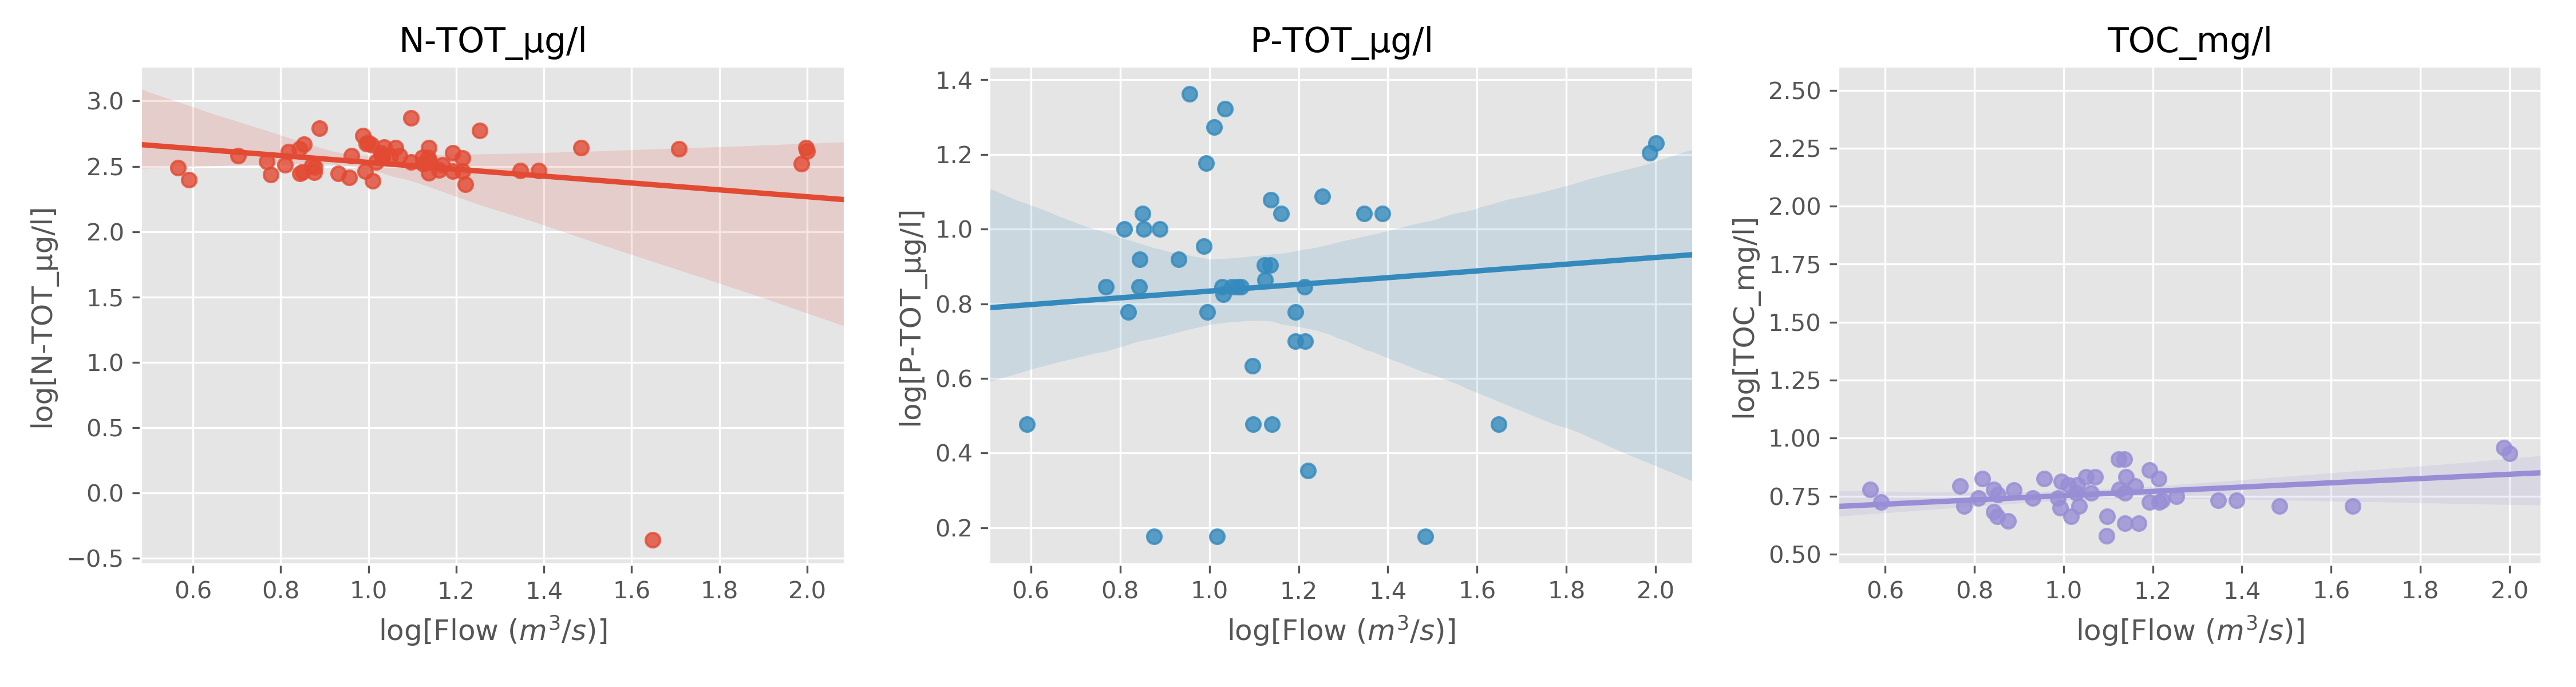 N-TOT_µg/l
P-TOT_µg/l
TOC_mg/l
log[N-TOT_µg/l]
3.0
2.5
2.0
1.5
1.0
0.5
0.0
−0.5
0.6 0.8 1.0 1.2 1.4 1.6 1.8 2.0
log[Flow (m³/s)]
log[P-TOT_µg/l]
1.4
1.2
1.0
0.8
0.6
0.4
0.2
0.6 0.8 1.0 1.2 1.4 1.6 1.8 2.0
log[Flow (m³/s)]
log[TOC_mg/l]
2.50
2.25
2.00
1.75
1.50
1.25
1.00
0.75
0.50
0.6 0.8 1.0 1.2 1.4 1.6 1.8 2.0
log[Flow (m³/s)]